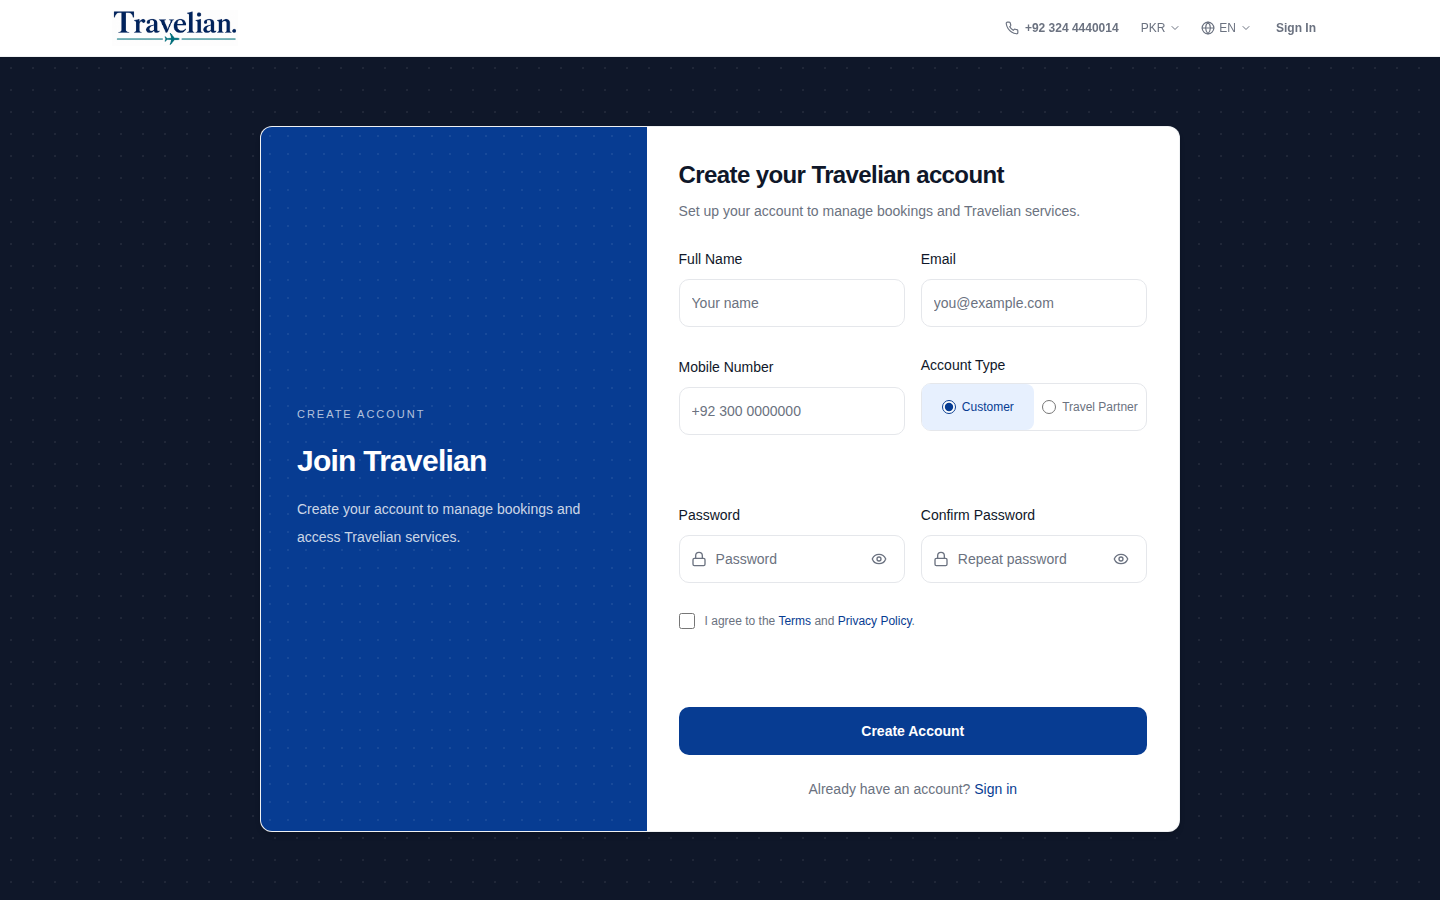 Travelian.
+92 324 4440014
PKR
EN
Sign In
CREATE ACCOUNT
Join Travelian
Create your account to manage bookings and
access Travelian services.
Create your Travelian account
Set up your account to manage bookings and Travelian services.
Full Name
Your name
Email
you@example.com
Mobile Number
+92 300 0000000
Account Type
Customer
Travel Partner
Password
Password
Confirm Password
Repeat password
I agree to the Terms and Privacy Policy.
Create Account
Already have an account? Sign in